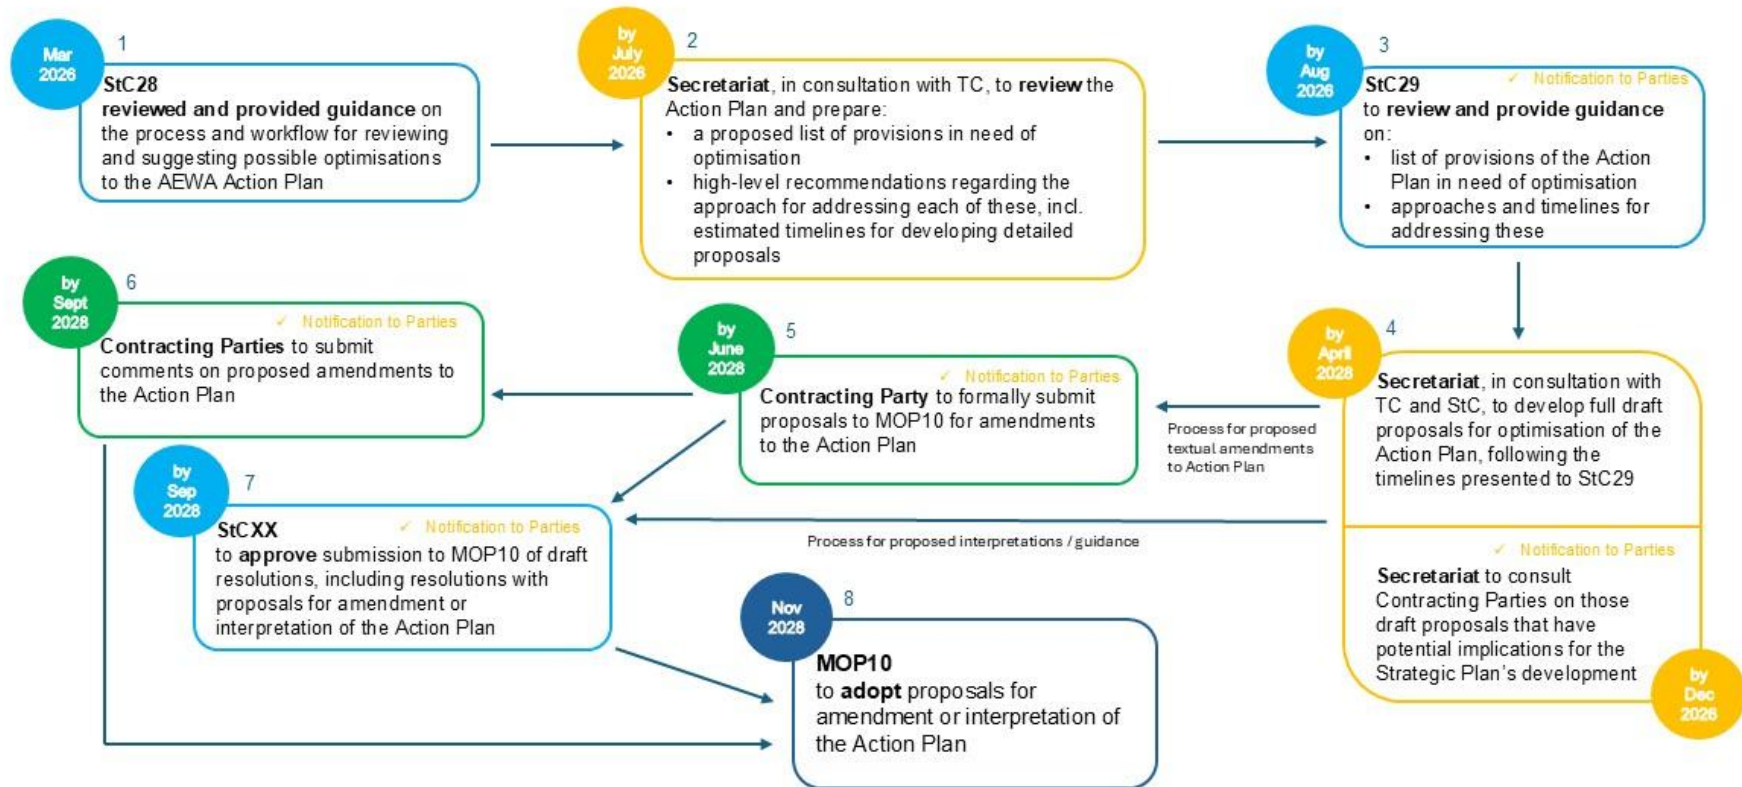 Mar
2026
1
StC28
reviewed and provided guidance on
the process and workflow for reviewing
and suggesting possible optimisations
to the AEWA Action Plan
by
July
2026
2
Secretariat, in consultation with TC, to review the
Action Plan and prepare:
• a proposed list of provisions in need of
optimisation
• high-level recommendations regarding the
approach for addressing each of these, incl.
estimated timelines for developing detailed
proposals
by
Aug
2026
3
✓ Notification to Parties
StC29
to review and provide guidance
on:
• list of provisions of the Action
Plan in need of optimisation
• approaches and timelines for
addressing these
by
April
2028
4
Secretariat, in consultation with
TC and StC, to develop full draft
proposals for optimisation of the
Action Plan, following the
timelines presented to StC29
✓ Notification to Parties
Secretariat to consult
Contracting Parties on those
draft proposals that have
potential implications for the
Strategic Plan's development
by
Dec
2026
Process for proposed
textual amendments
to Action Plan
by
June
2028
5
✓ Notification to Parties
Contracting Party to formally submit
proposals to MOP10 for amendments
to the Action Plan
by
Sept
2028
6
✓ Notification to Parties
Contracting Parties to submit
comments on proposed amendments to
the Action Plan
Process for proposed interpretations / guidance
by
Sep
2028
7
✓ Notification to Parties
StCXX
to approve submission to MOP10 of draft
resolutions, including resolutions with
proposals for amendment or
interpretation of the Action Plan
Nov
2028
8
MOP10
to adopt proposals for
amendment or interpretation of
the Action Plan